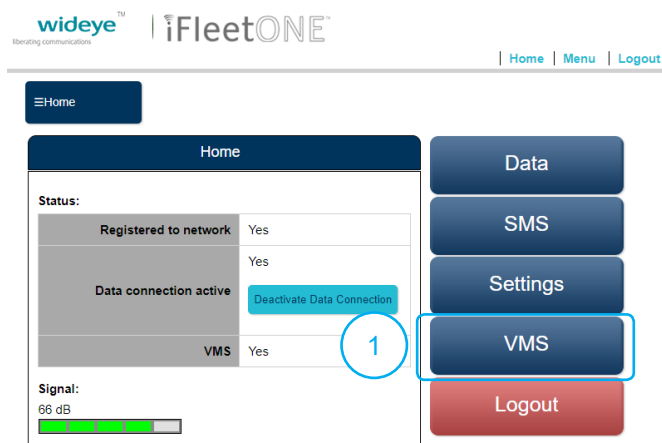 wideye™
liberating communications
iFleetONE™
| Home | Menu | Logout
≡Home
Home
Data
Status:
SMS
Registered to network Yes
Yes
Data connection active
Deactivate Data Connection
Settings
VMS Yes
1
VMS
Signal:
66 dB
Logout